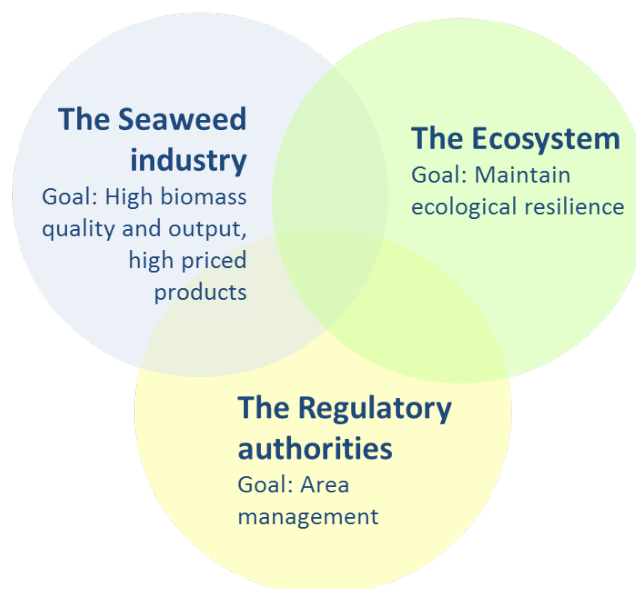 The Seaweed
industry
Goal: High biomass
quality and output,
high priced
products
The Ecosystem
Goal: Maintain
ecological resilience
The Regulatory
authorities
Goal: Area
management